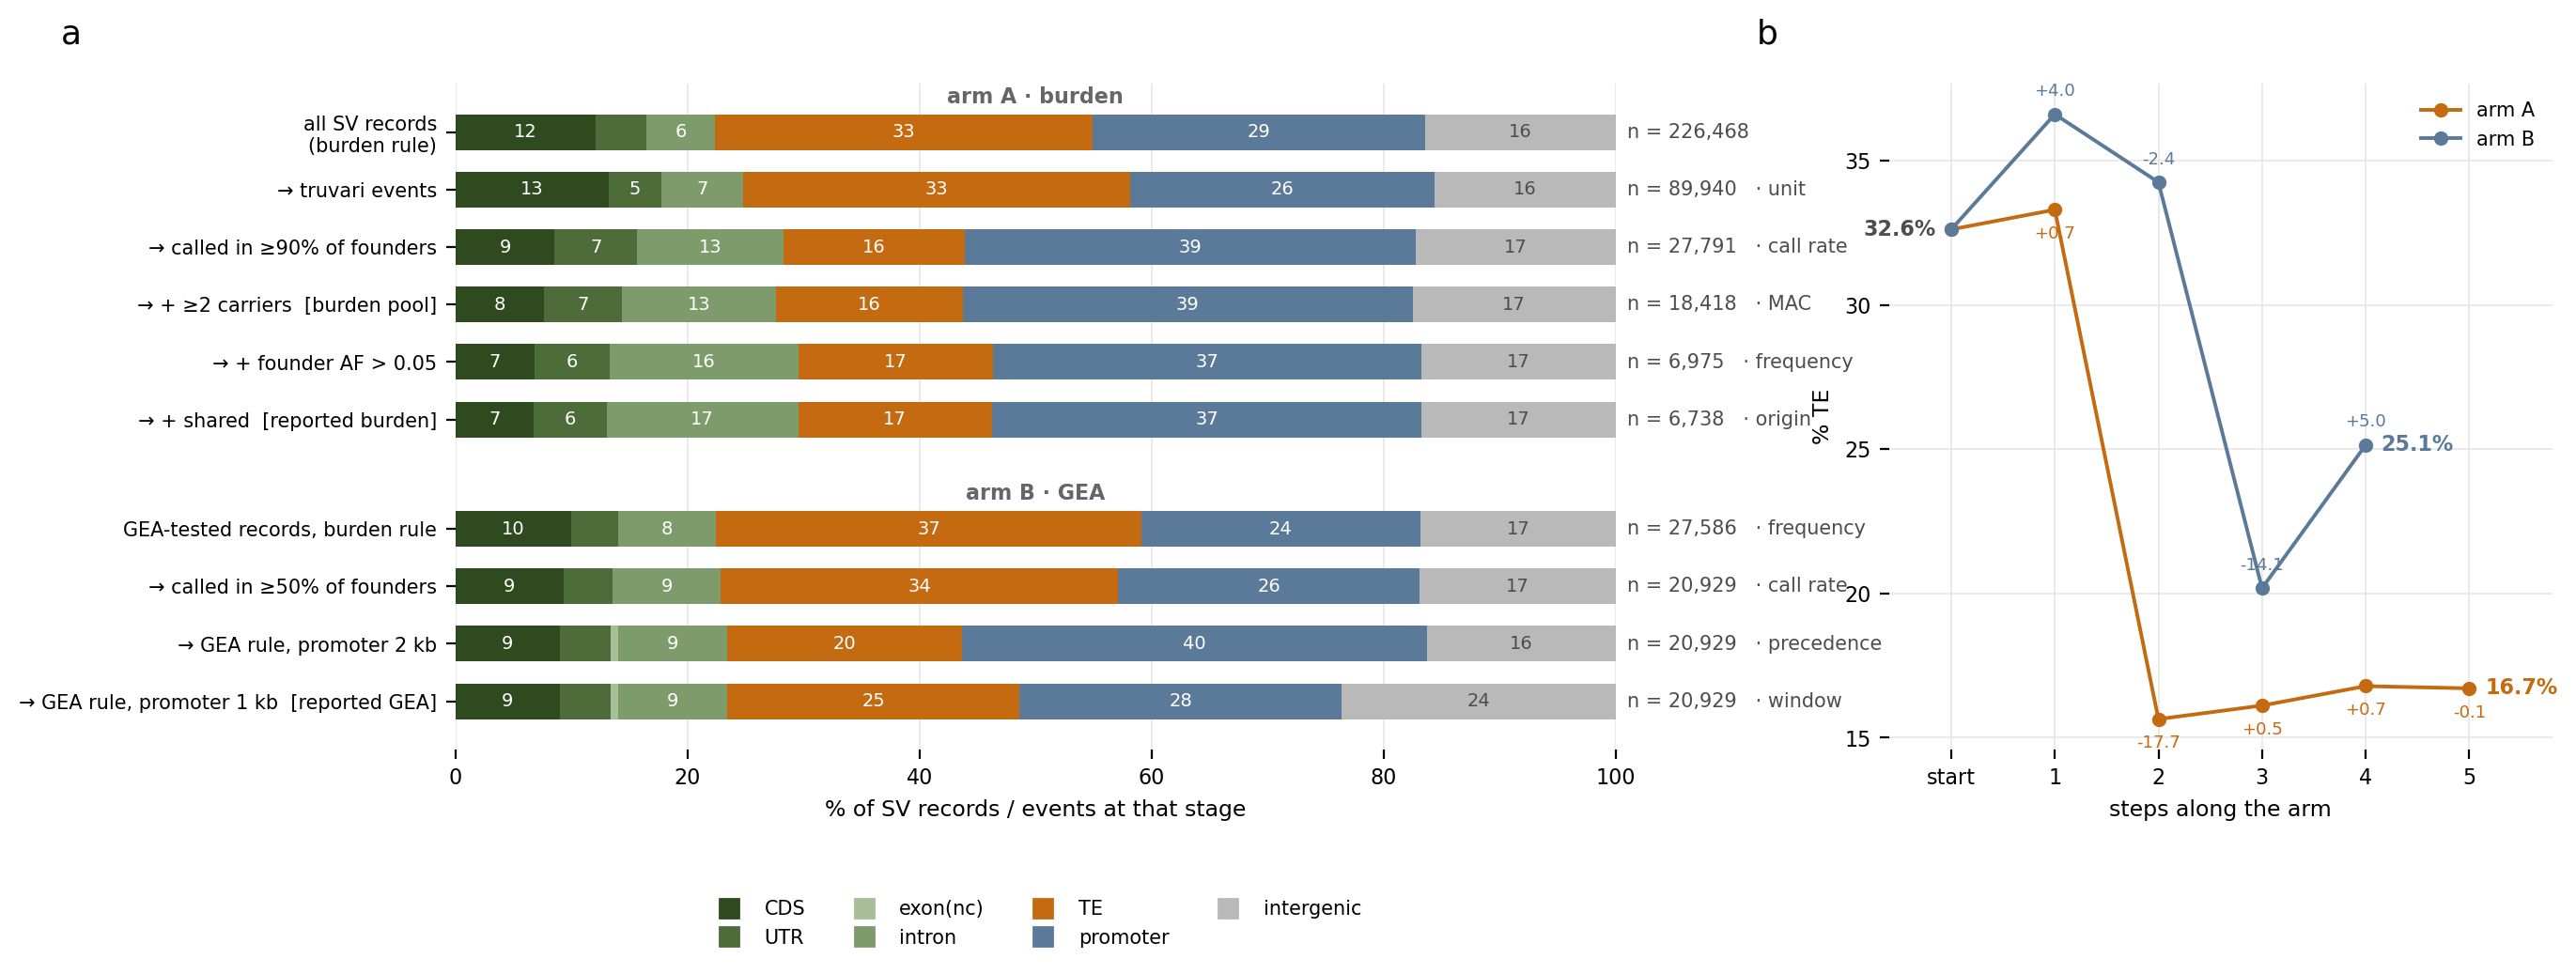 a
arm A · burden
all SV records
(burden rule)
12 6 33 29 16 n = 226,468
→ truvari events 13 5 7 33 26 16 n = 89,940 · unit
→ called in ≥90% of founders 9 7 13 16 39 17 n = 27,791 · call rate
→ + ≥2 carriers [burden pool] 8 7 13 16 39 17 n = 18,418 · MAC
→ + founder AF > 0.05 7 6 16 17 37 17 n = 6,975 · frequency
→ + shared [reported burden] 7 6 17 17 37 17 n = 6,738 · origin
arm B · GEA
GEA-tested records, burden rule 10 8 37 24 17 n = 27,586 · frequency
→ called in ≥50% of founders 9 9 34 26 17 n = 20,929 · call rate
→ GEA rule, promoter 2 kb 9 9 20 40 16 n = 20,929 · precedence
→ GEA rule, promoter 1 kb [reported GEA] 9 9 25 28 24 n = 20,929 · window
0 20 40 60 80 100
% of SV records / events at that stage
CDS exon(nc) TE intergenic
UTR intron promoter
b
arm A
arm B
% TE
35
30
25
20
15
32.6%
+4.0
-2.4
-14.1
+5.0
25.1%
+0.7
-17.7
+0.5
+0.7
-0.1
16.7%
start 1 2 3 4 5
steps along the arm